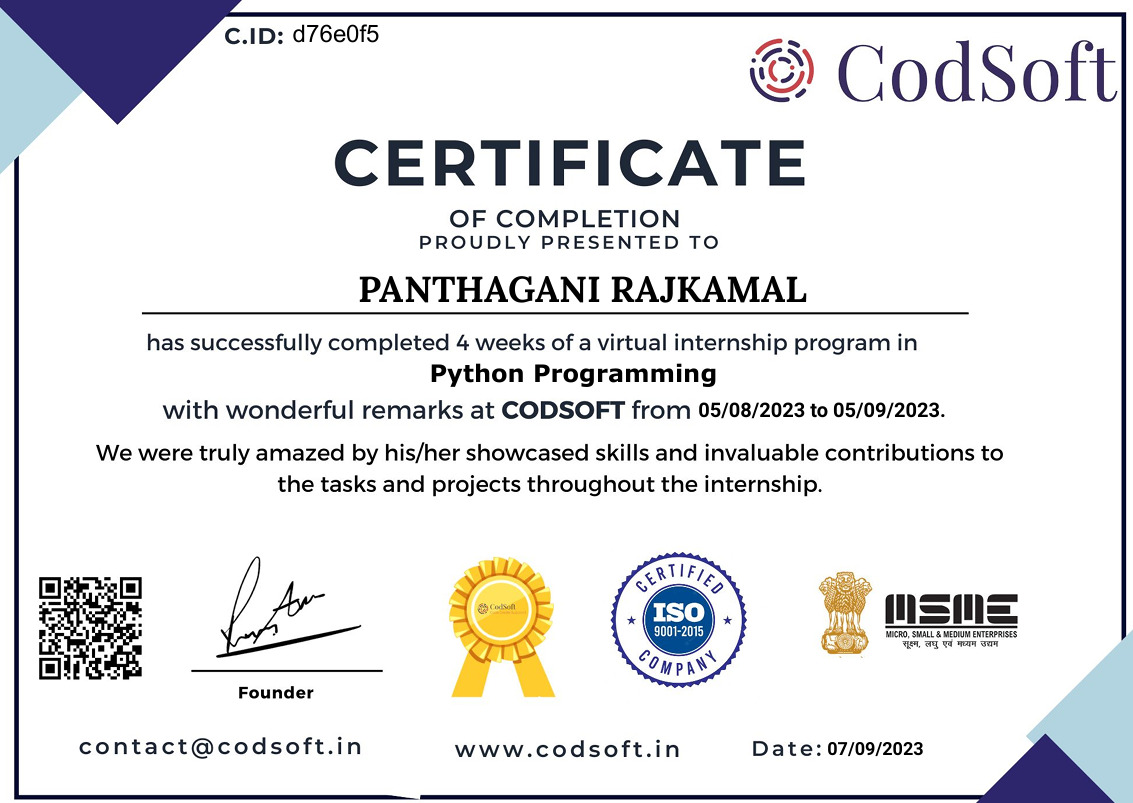 C.ID: d76e0f5
CodSoft
CERTIFICATE
OF COMPLETION
PROUDLY PRESENTED TO
PANTHAGANI RAJKAMAL
has successfully completed 4 weeks of a virtual internship program in
Python Programming
with wonderful remarks at CODSOFT from 05/08/2023 to 05/09/2023.
We were truly amazed by his/her showcased skills and invaluable contributions to
the tasks and projects throughout the internship.
CodSoft
CERTIFIED
ISO
9001-2015
COMPANY
MSME
MICRO, SMALL & MEDIUM ENTERPRISES
सूक्ष्म, लघु एवं मध्यम उद्यम
Founder
contact@codsoft.in
www.codsoft.in
Date: 07/09/2023